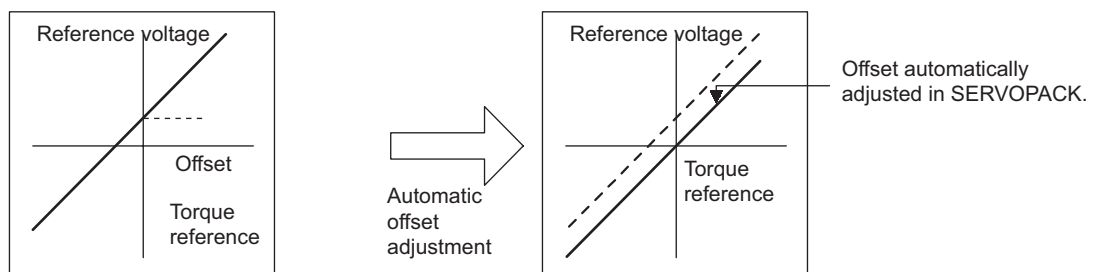 Reference voltage
Offset
Torque
reference
Automatic
offset
adjustment
Reference voltage
Torque
reference
Offset automatically
adjusted in SERVOPACK.